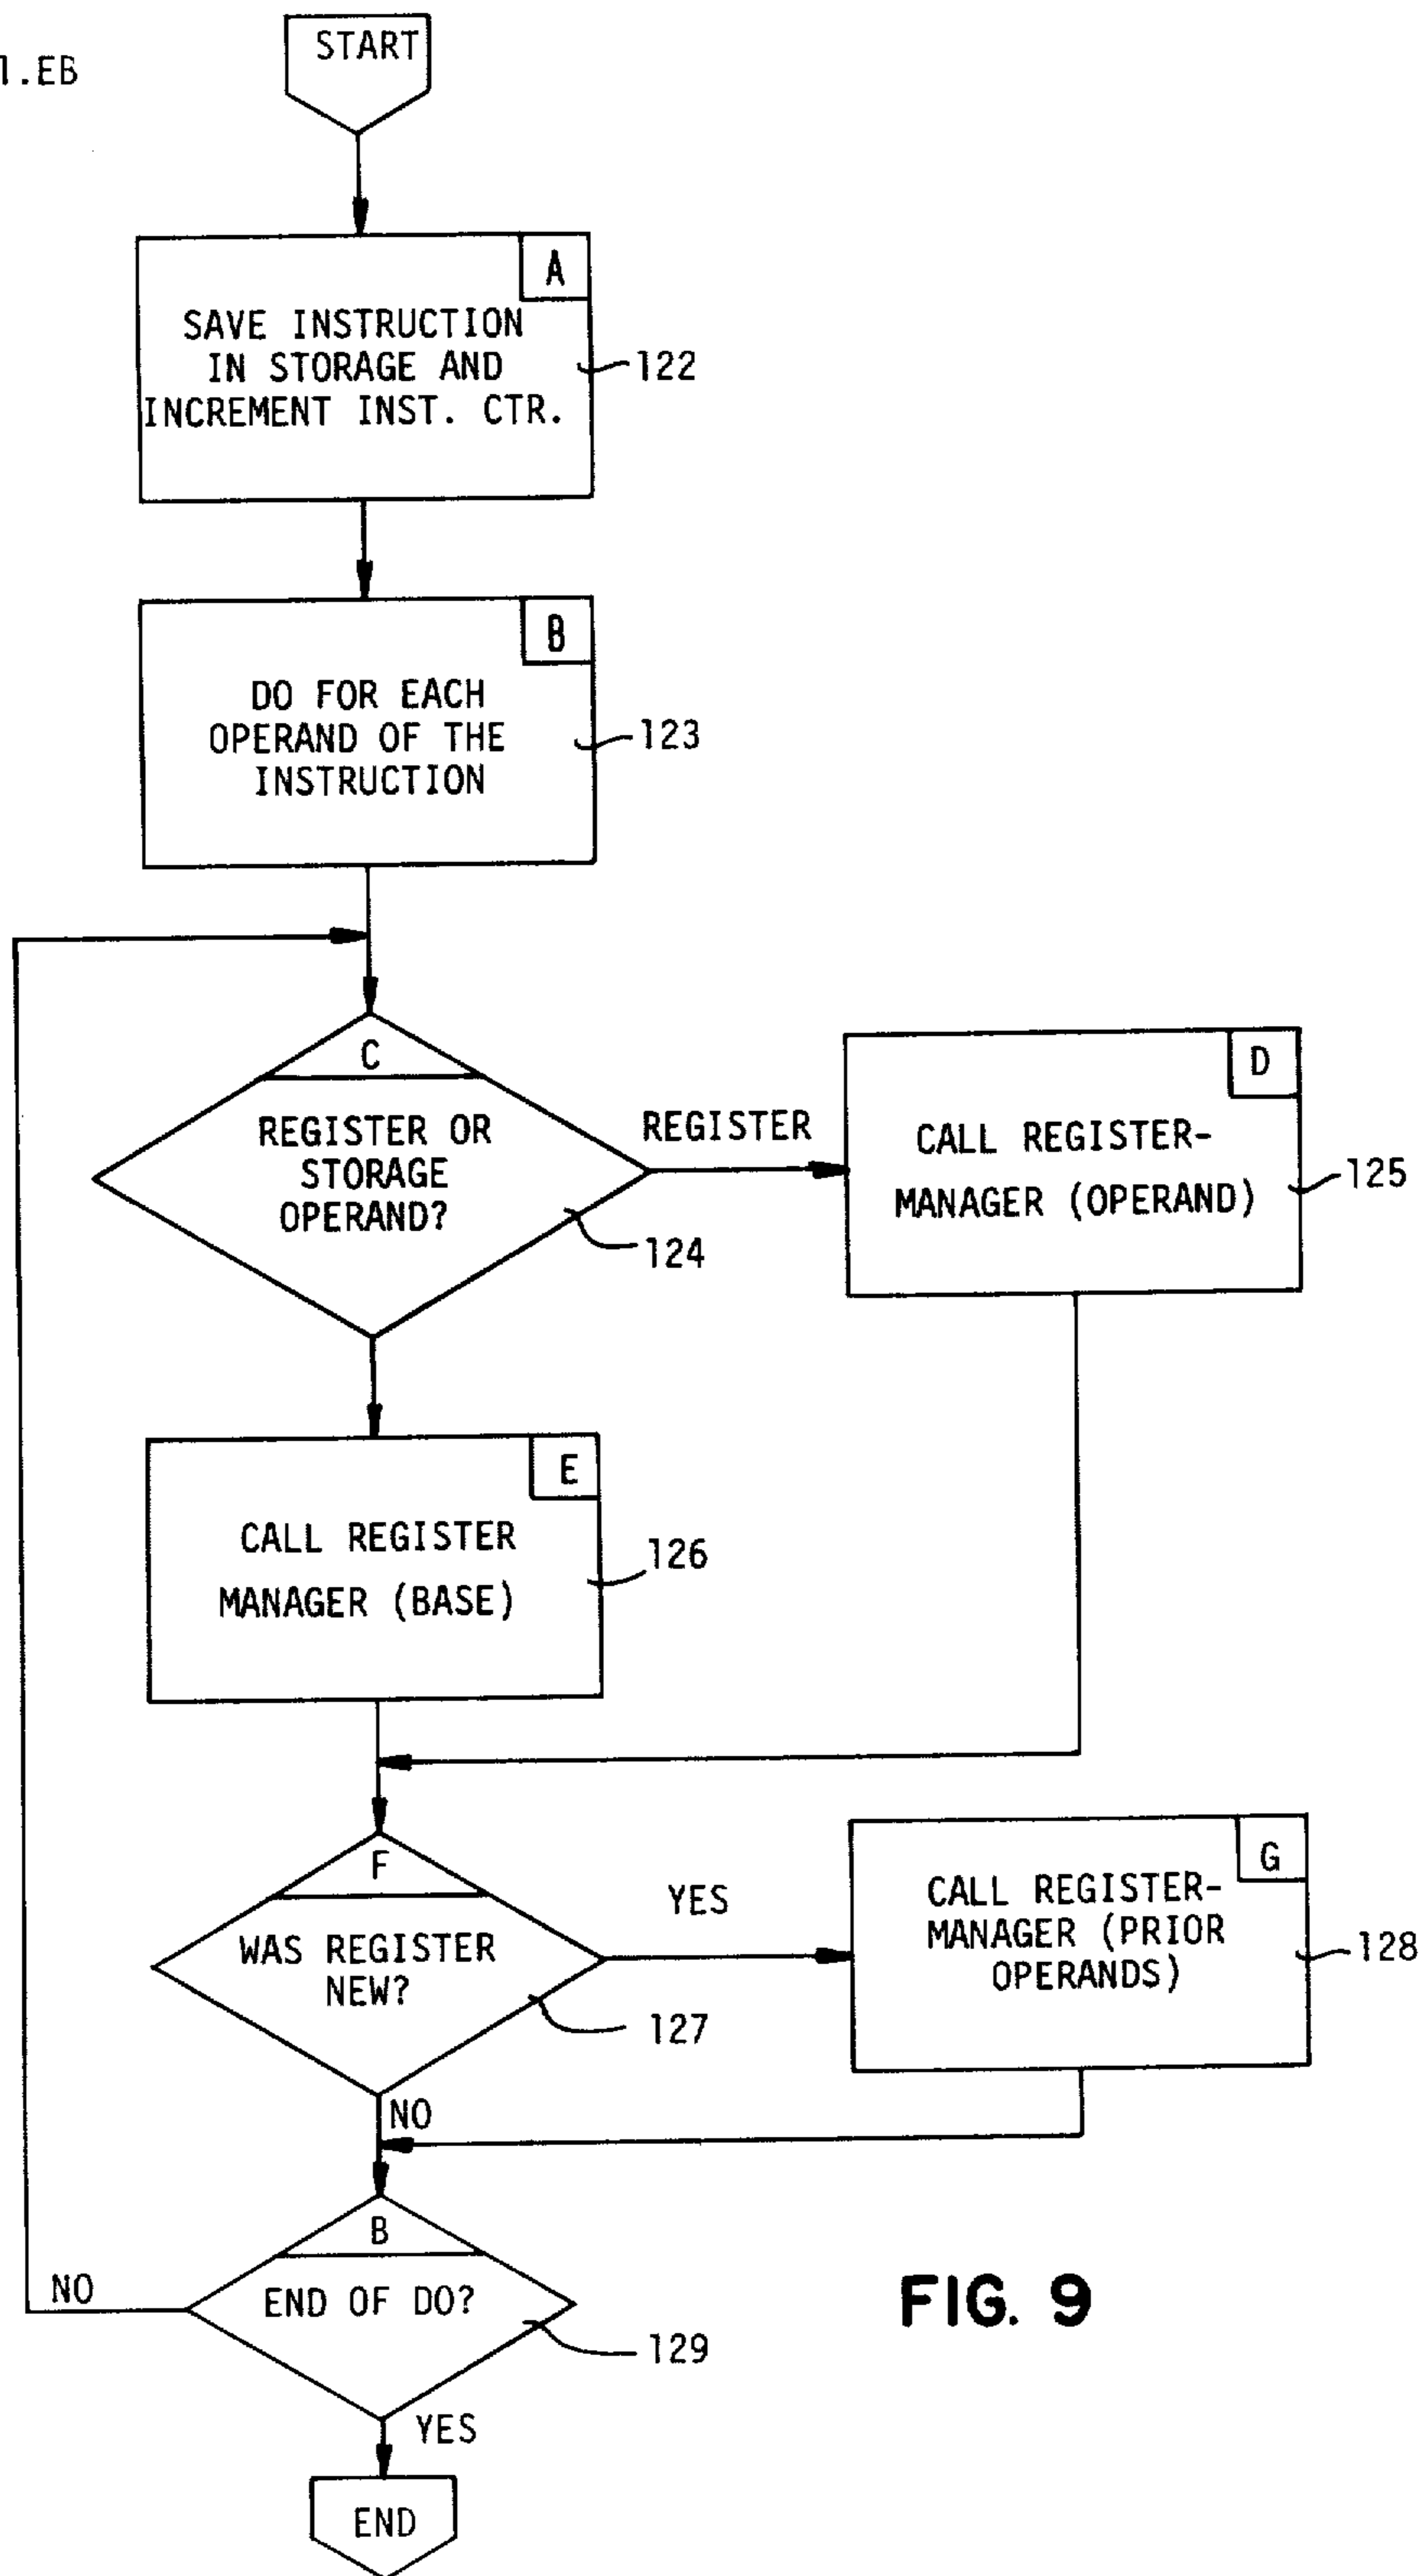 1.EB
START
A
SAVE INSTRUCTION
IN STORAGE AND
INCREMENT INST. CTR.
122
B
DO FOR EACH
OPERAND OF THE
INSTRUCTION
123
C
REGISTER OR
STORAGE
OPERAND?
124
REGISTER
D
CALL REGISTER-
MANAGER (OPERAND)
125
E
CALL REGISTER
MANAGER (BASE)
126
F
WAS REGISTER
NEW?
127
YES
G
CALL REGISTER-
MANAGER (PRIOR
OPERANDS)
128
NO
B
END OF DO?
129
NO
YES
END
FIG. 9